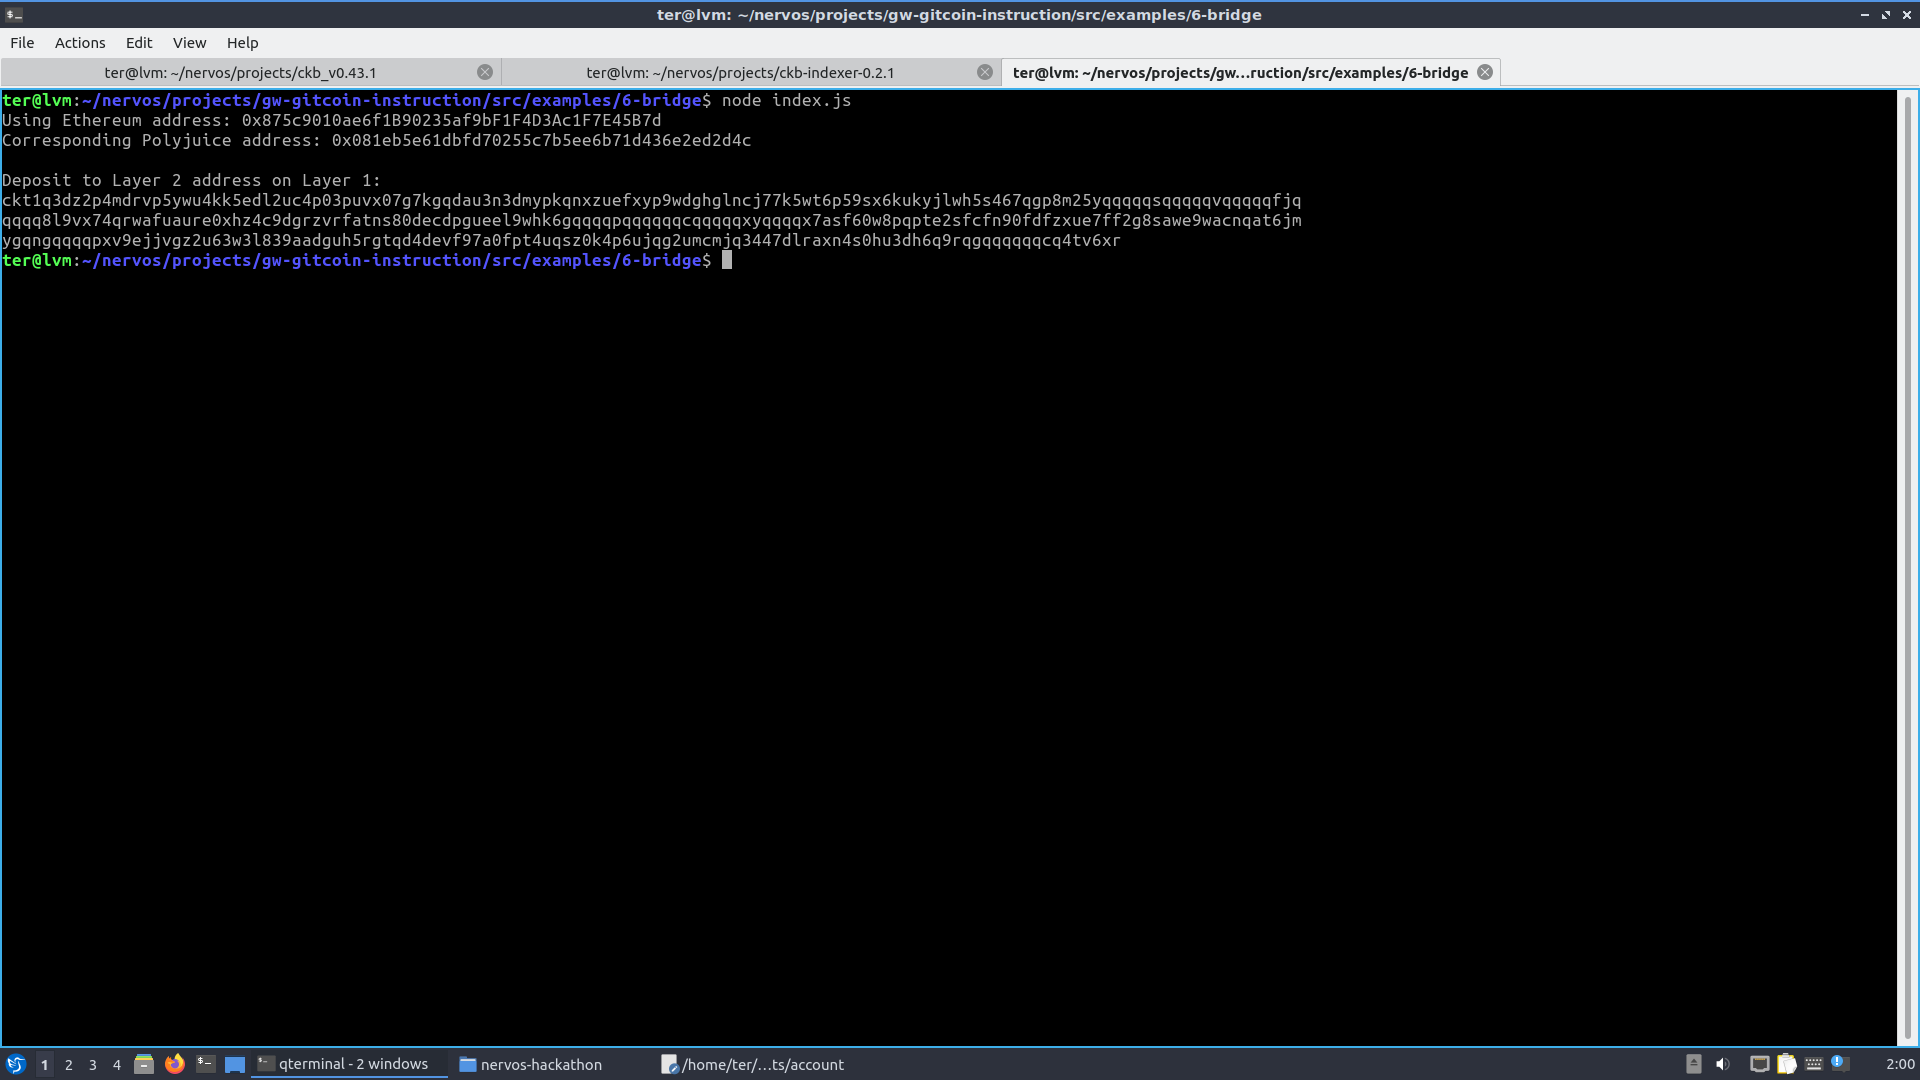 ter@lvm: ~/nervos/projects/gw-gitcoin-instruction/src/examples/6-bridge
File Actions Edit View Help
ter@lvm: ~/nervos/projects/ckb_v0.43.1
ter@lvm: ~/nervos/projects/ckb-indexer-0.2.1
ter@lvm: ~/nervos/projects/gw...ruction/src/examples/6-bridge
ter@lvm:~/nervos/projects/gw-gitcoin-instruction/src/examples/6-bridge$ node index.js
Using Ethereum address: 0x875c9010ae6f1B90235af9bF1F4D3Ac1F7E45B7d
Corresponding Polyjuice address: 0x081eb5e61dbfd70255c7b5ee6b71d436e2ed2d4c
Deposit to Layer 2 address on Layer 1:
ckt1q3dz2p4mdrvp5ywu4kk5edl2uc4p03puvx07g7kgqdau3n3dmypkqnxzuefxyp9wdghglncj77k5wt6p59sx6kukyjlwh5s467qgp8m25yqqqqqsqqqqqvqqqqqfjq
qqqq8l9vx74qrwafuaure0xhz4c9dgrzvrfatns80decdpgueel9whk6gqqqqpqqqqqqcqqqqqxyqqqqx7asf60w8pqpte2sfcfn90fdfzxue7ff2g8sawe9wacnqat6jm
ygqngqqqqpxv9ejjvgz2u63w3l839aadguh5rgtqd4devf97a0fpt4uqsz0k4p6ujqg2umcmjq3447dlraxn4s0hu3dh6q9rqgqqqqqqcq4tv6xr
ter@lvm:~/nervos/projects/gw-gitcoin-instruction/src/examples/6-bridge$
1 2 3 4 qterminal - 2 windows nervos-hackathon /home/ter/...ts/account 2:00